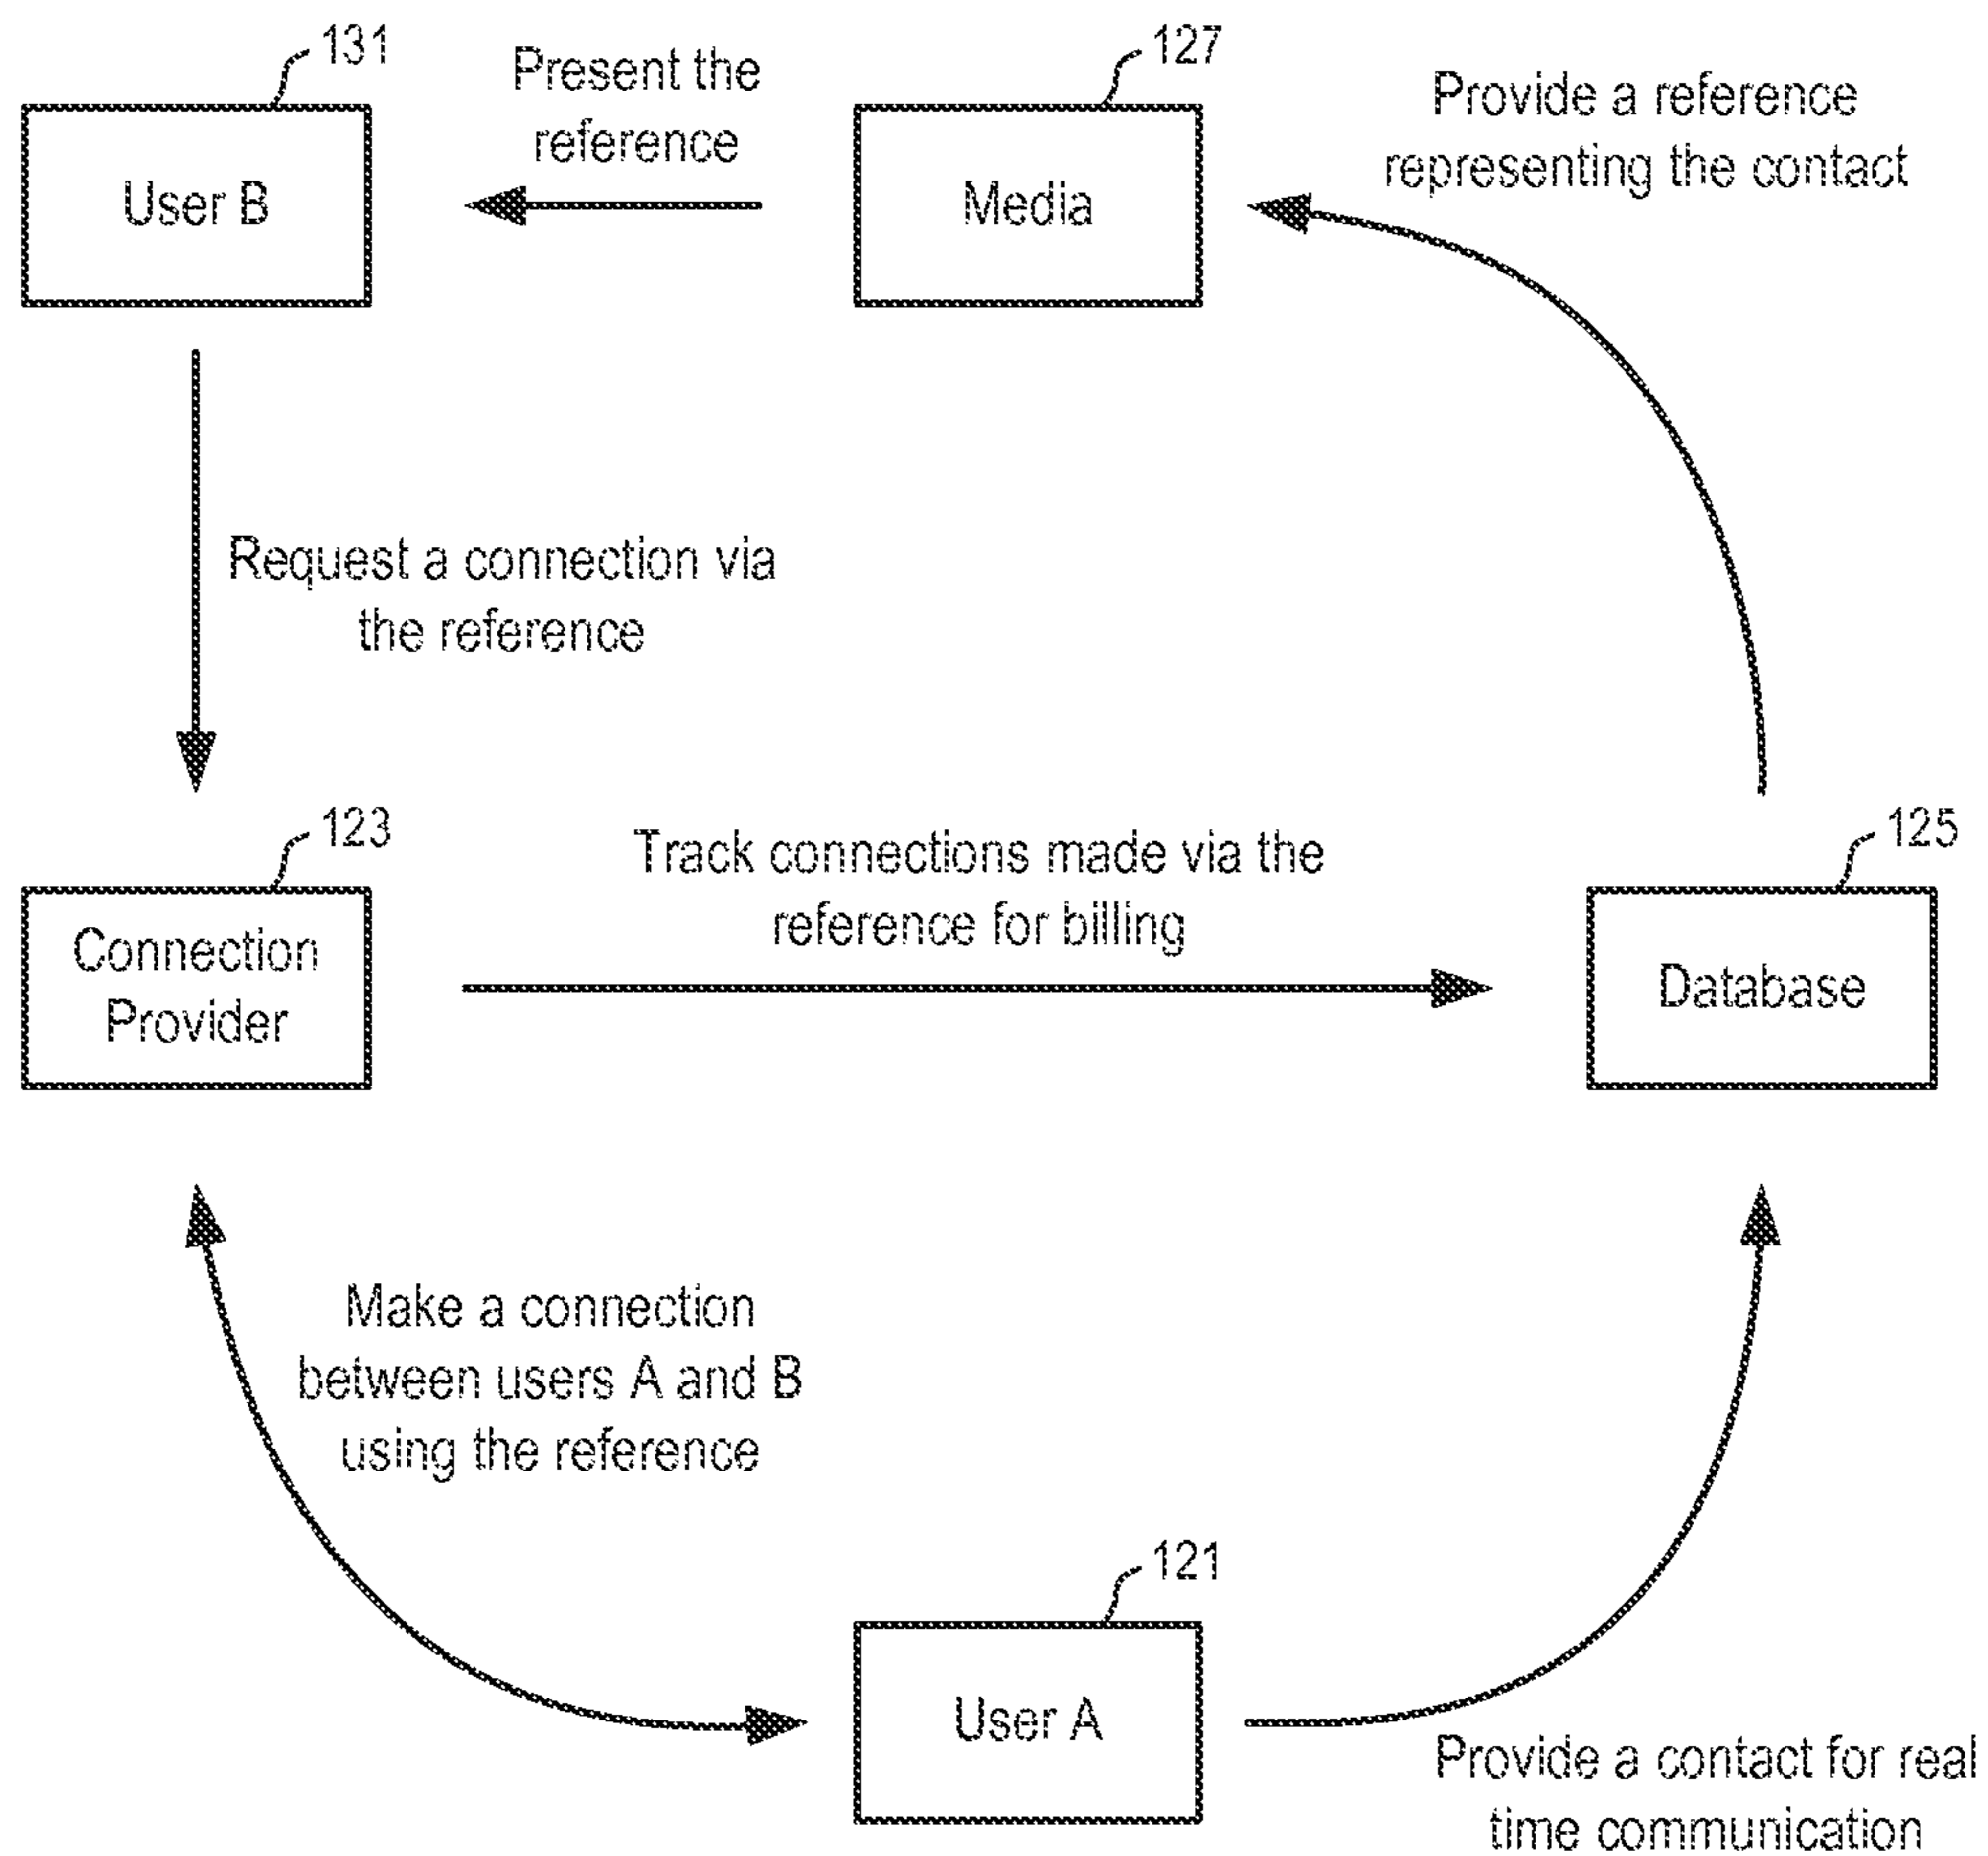 131
Present the
reference
127
Provide a reference
representing the contact
User B
Media
Request a connection via
the reference
123
Track connections made via the
reference for billing
125
Connection
Provider
Database
Make a connection
between users A and B
using the reference
121
User A
Provide a contact for real
time communication